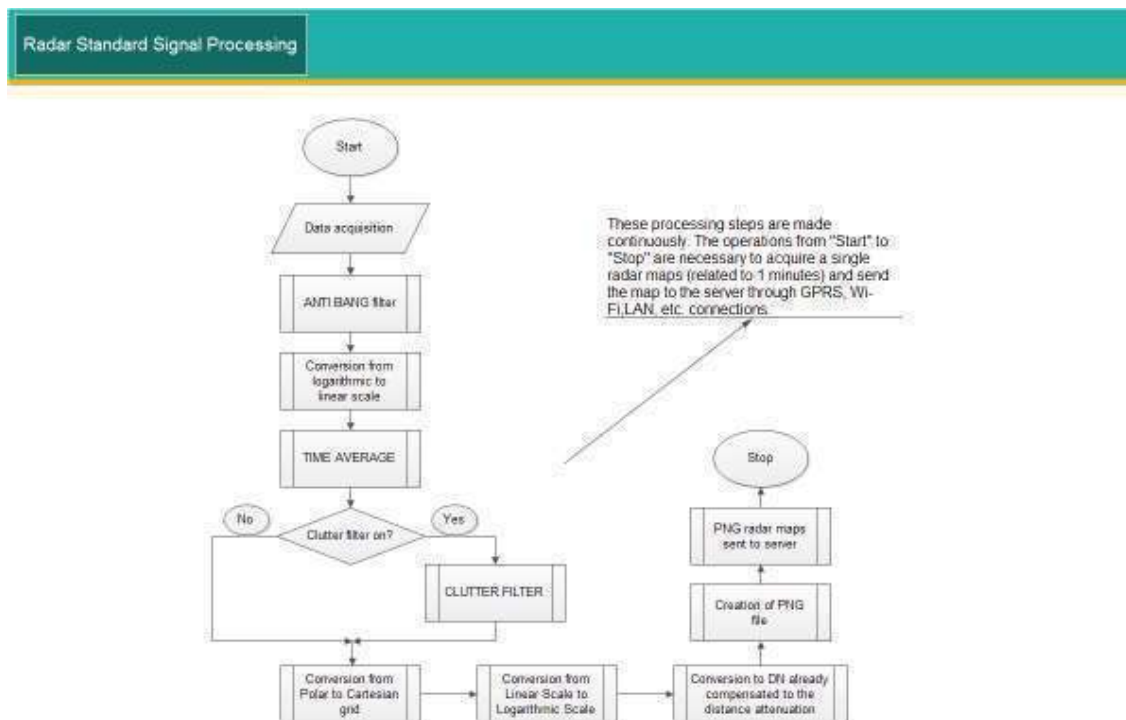 Radar Standard Signal Processing
Start
Data acquisition
These processing steps are made
continuously. The operations from "Start" to
"Stop" are necessary to acquire a single
radar maps (related to 1 minutes) and send
the map to the server through GPRS, Wi-
Fi,LAN, etc. connections.
ANTI BANG filter
Conversion from
logarithmic to
linear scale
TIME AVERAGE
No
Yes
Clutter filter on?
CLUTTER FILTER
Stop
PNG radar maps
sent to server
Creation of PNG
file
Conversion from
Polar to Cartesian
grid
Conversion from
Linear Scale to
Logarithmic Scale
Conversion to DN already
compensated to the
distance attenuation